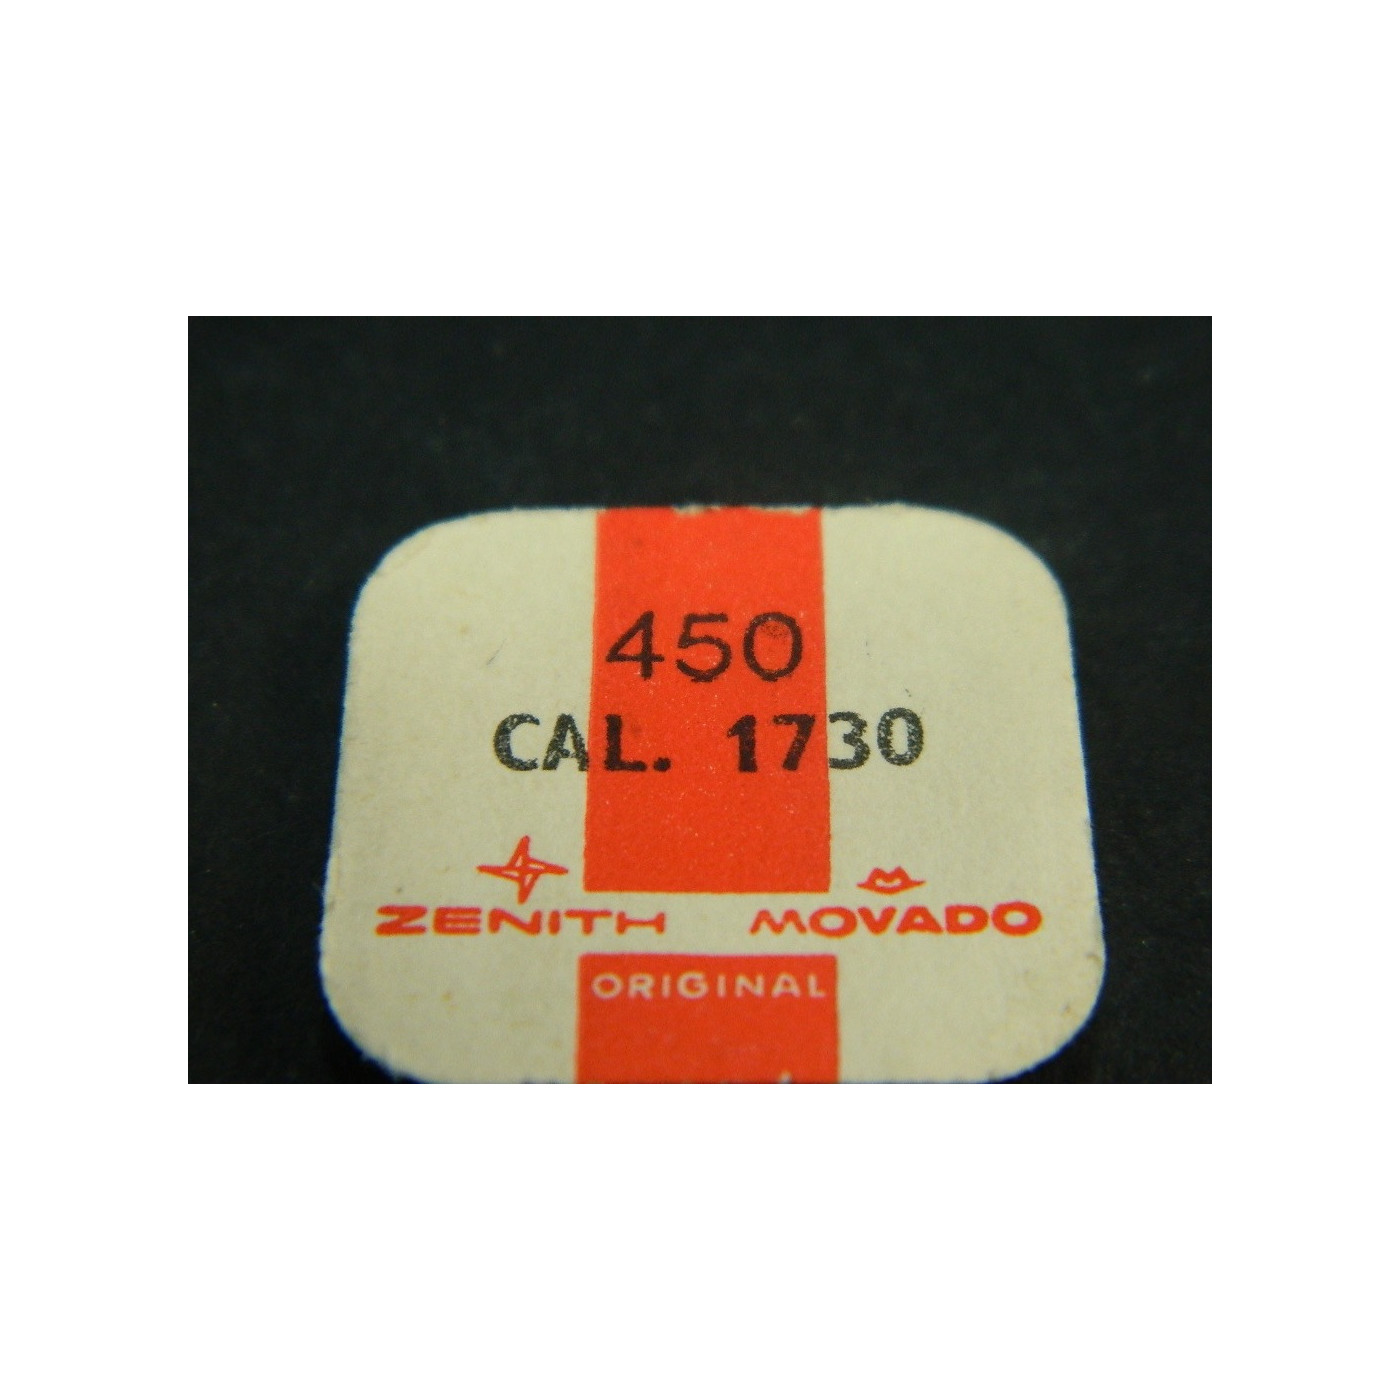 450
CAL. 1730
ZENITH MOVADO
ORIGINAL